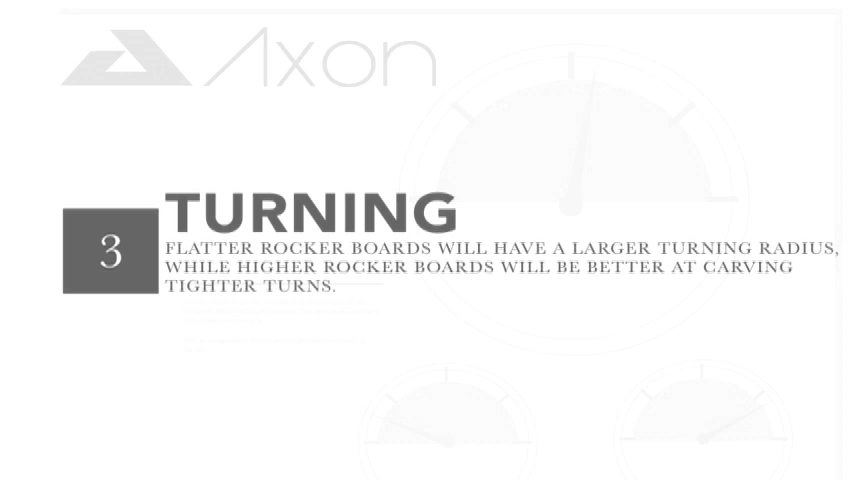 Axon
TURNING
3
FLATTER ROCKER BOARDS WILL HAVE A LARGER TURNING RADIUS,
WHILE HIGHER ROCKER BOARDS WILL BE BETTER AT CARVING
TIGHTER TURNS.